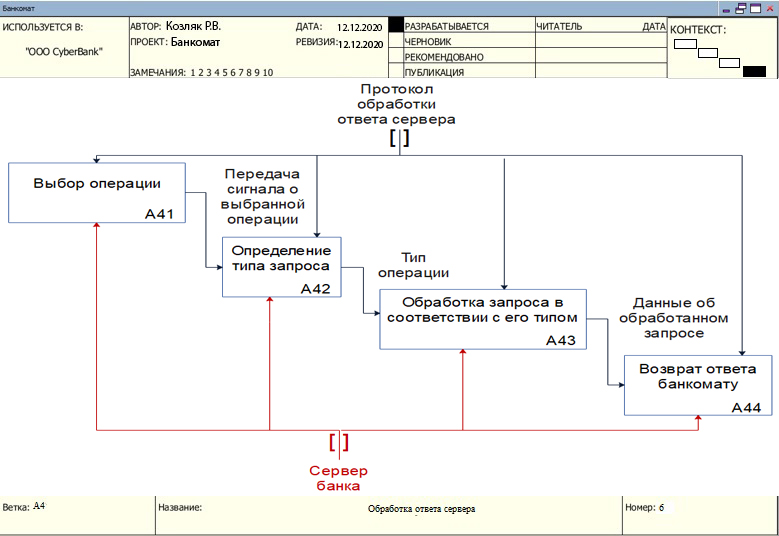 Банкомат
ИСПОЛЬЗУЕТСЯ В:
"ООО CyberBank"
АВТОР: Козляк Р.В.
ДАТА: 12.12.2020
ПРОЕКТ: Банкомат
РЕВИЗИЯ: 12.12.2020
ЗАМЕЧАНИЯ: 1 2 3 4 5 6 7 8 9 10
РАЗРАБАТЫВАЕТСЯ
ЧЕРНОВИК
РЕКОМЕНДОВАНО
ПУБЛИКАЦИЯ
ЧИТАТЕЛЬ ДАТА
КОНТЕКСТ:
Протокол
обработки
ответа сервера
[ ]
Выбор операции
A41
Передача
сигнала о
выбранной
операции
Определение
типа запроса
A42
Тип
операции
Обработка запроса в
соответствии с его типом
A43
Данные об
обработанном
запросе
Возврат ответа
банкомату
A44
[ ]
Сервер
банка
Ветка: A4
Название: Обработка ответа сервера
Номер: 6